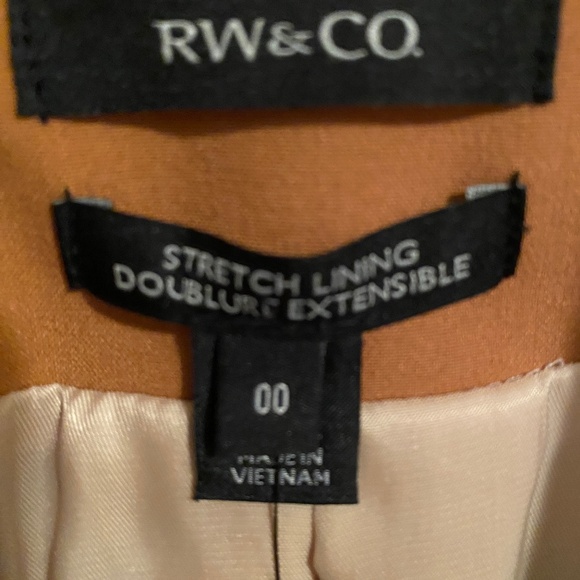 RW&CO.
STRETCH LINING
DOUBLURE EXTENSIBLE
00
MADE IN
VIETNAM